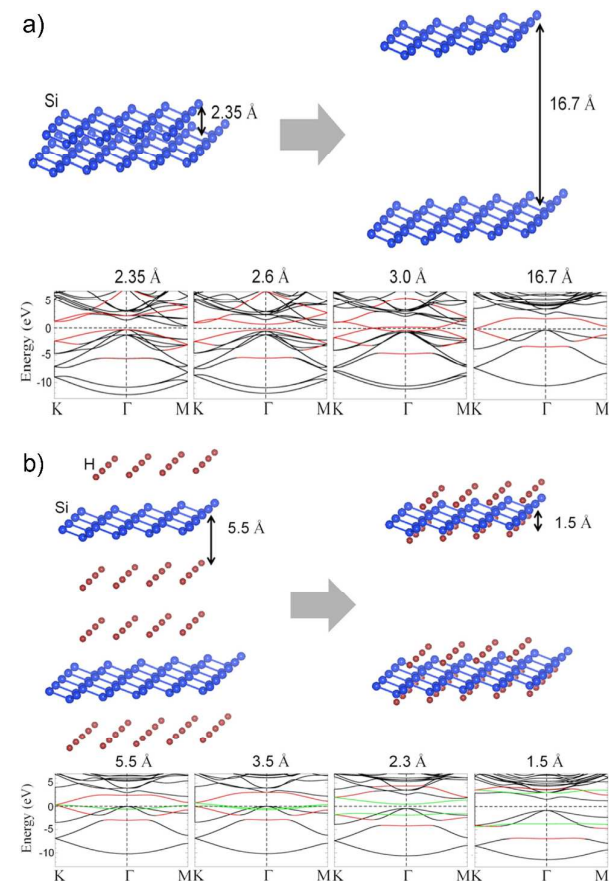 a)
Si
2.35 Å
16.7 Å
2.35 Å 2.6 Å 3.0 Å 16.7 Å
Energy (eV)
5
0
-5
-10
K Γ M K Γ M K Γ M K Γ M
b)
H
Si
5.5 Å
1.5 Å
5.5 Å 3.5 Å 2.3 Å 1.5 Å
Energy (eV)
5
0
-5
-10
K Γ M K Γ M K Γ M K Γ M